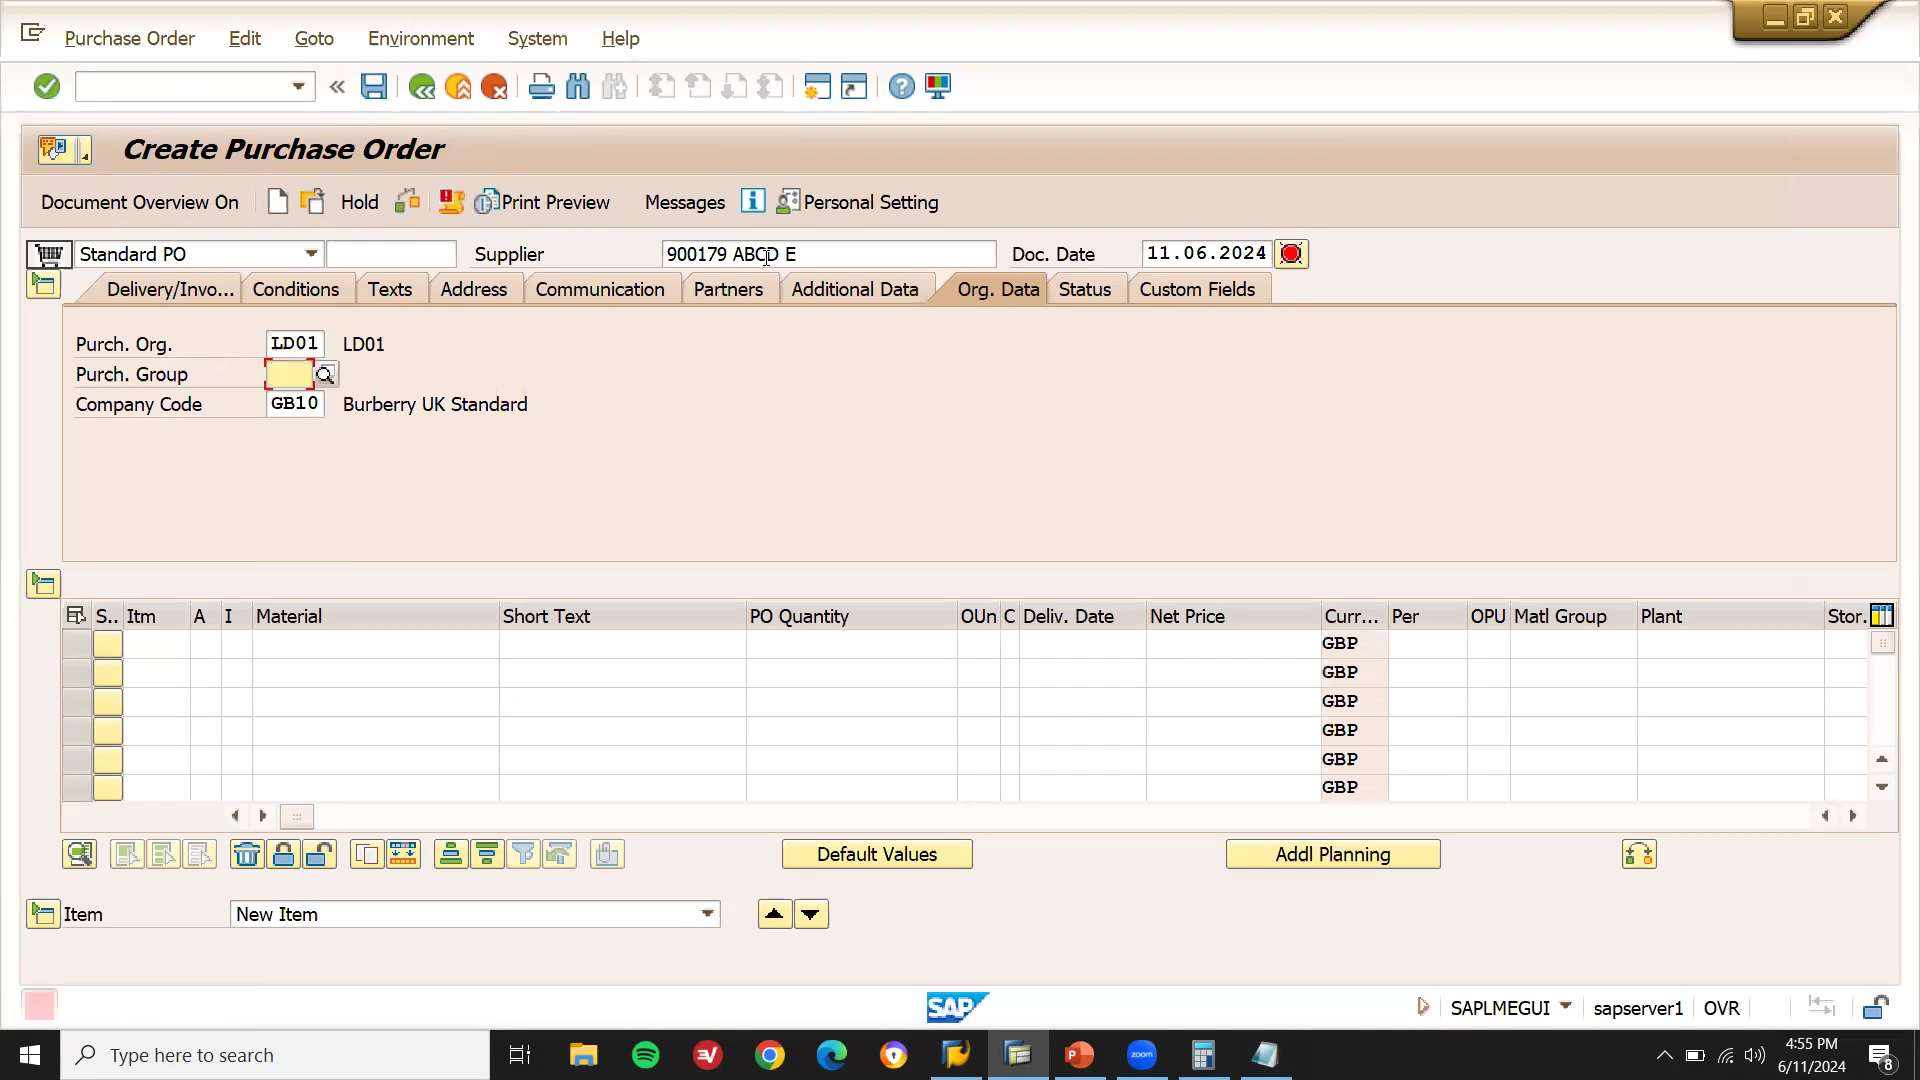 Purchase Order Edit Goto Environment System Help
Create Purchase Order
Document Overview On Hold Print Preview Messages Personal Setting
Standard PO Supplier 900179 ABCD E Doc. Date 11.06.2024
Delivery/Invo... Conditions Texts Address Communication Partners Additional Data Org. Data Status Custom Fields
Purch. Org. LD01 LD01
Purch. Group
Company Code GB10 Burberry UK Standard
S.. Itm A I Material Short Text PO Quantity OUn C Deliv. Date Net Price Curr... Per OPU Matl Group Plant Stor.
GBP
GBP
GBP
GBP
GBP
GBP
Default Values Addl Planning
Item New Item
SAP SAPLMEGUI sapserver1 OVR
Type here to search zoom 4:55 PM
6/11/2024 8